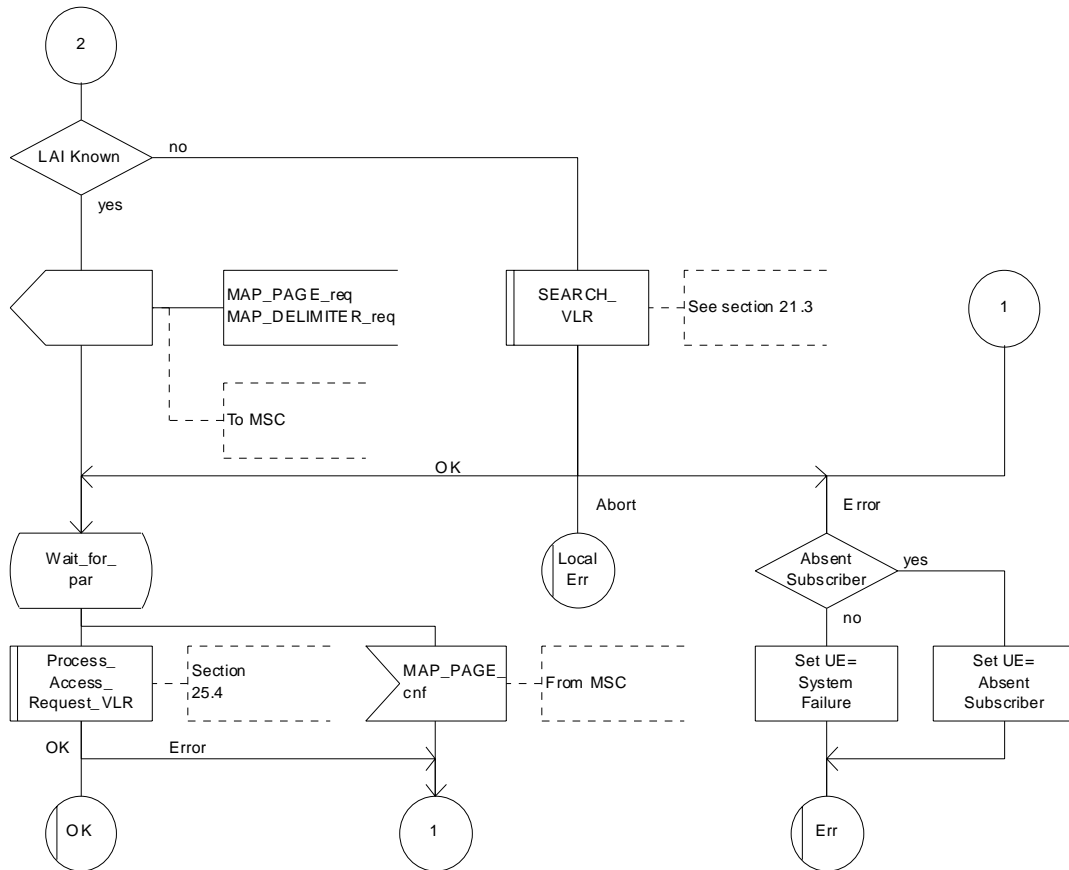 2
LAI Known
no
yes
MAP_PAGE_req
MAP_DELIMITER_req
SEARCH_
VLR
See section 21.3
1
To MSC
OK
Abort
Error
Wait_for_
par
Local
Err
Absent
Subscriber
yes
no
Process_
Access_
Request_VLR
Section
25.4
MAP_PAGE_
cnf
From MSC
Set UE=
System
Failure
Set UE=
Absent
Subscriber
OK
Error
OK
1
Err